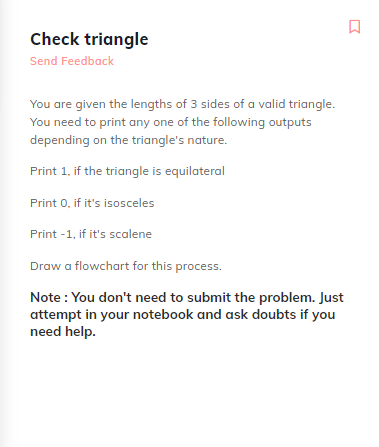 Check triangle
Send Feedback
You are given the lengths of 3 sides of a valid triangle.
You need to print any one of the following outputs
depending on the triangle's nature.
Print 1, if the triangle is equilateral
Print 0, if it's isosceles
Print -1, if it's scalene
Draw a flowchart for this process.
Note : You don't need to submit the problem. Just
attempt in your notebook and ask doubts if you
need help.